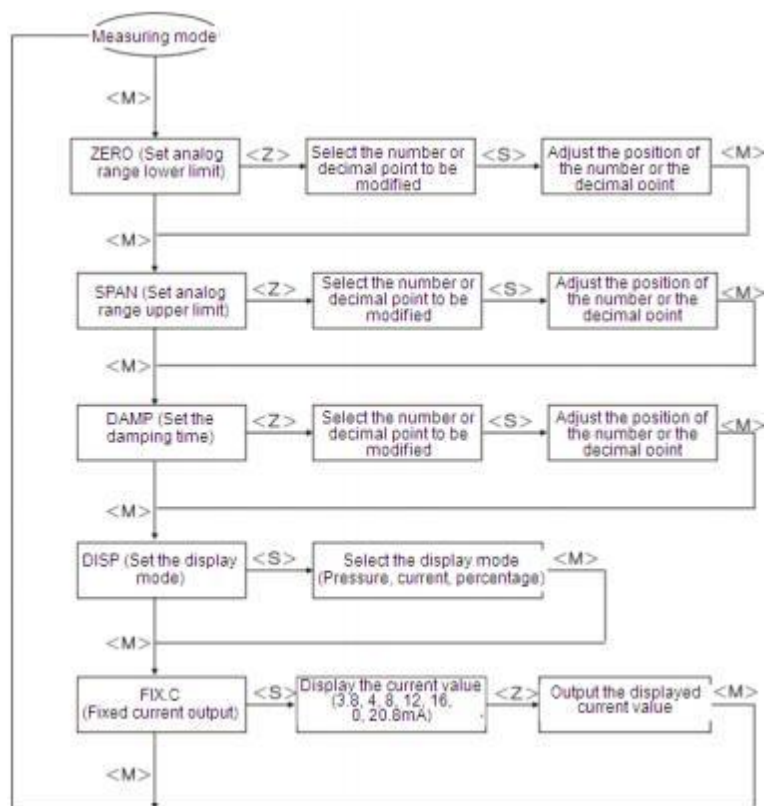 Measuring mode
<M>
ZERO (Set analog
range lower limit)
<Z>
Select the number or
decimal point to be
modified
<S>
Adjust the position of
the number or the
decimal point
<M>
<M>
SPAN (Set analog
range upper limit)
<Z>
Select the number or
decimal point to be
modified
<S>
Adjust the position of
the number or the
decimal point
<M>
<M>
DAMP (Set the
damping time)
<Z>
Select the number or
decimal point to be
modified
<S>
Adjust the position of
the number or the
decimal point
<M>
<M>
DISP (Set the display
mode)
<S>
Select the display mode
(Pressure, current, percentage)
<M>
<M>
FIX.C
(Fixed current output)
<S>
Display the current value
(3.8, 4, 8, 12, 16,
0, 20.8mA)
<Z>
Output the displayed
current value
<M>
<M>